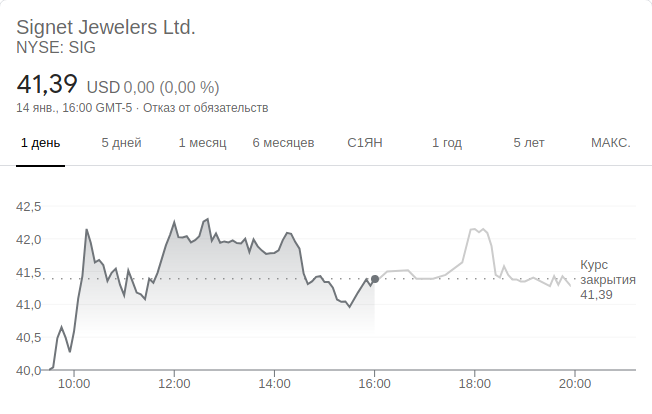 Signet Jewelers Ltd.
NYSE: SIG
41,39 USD 0,00 (0,00 %)
14 янв., 16:00 GMT-5 · Отказ от обязательств
1 день 5 дней 1 месяц 6 месяцев С1ЯН 1 год 5 лет МАКС.
42,5
42,0
41,5
41,0
40,5
40,0
Курс
закрытия
41,39
10:00 12:00 14:00 16:00 18:00 20:00